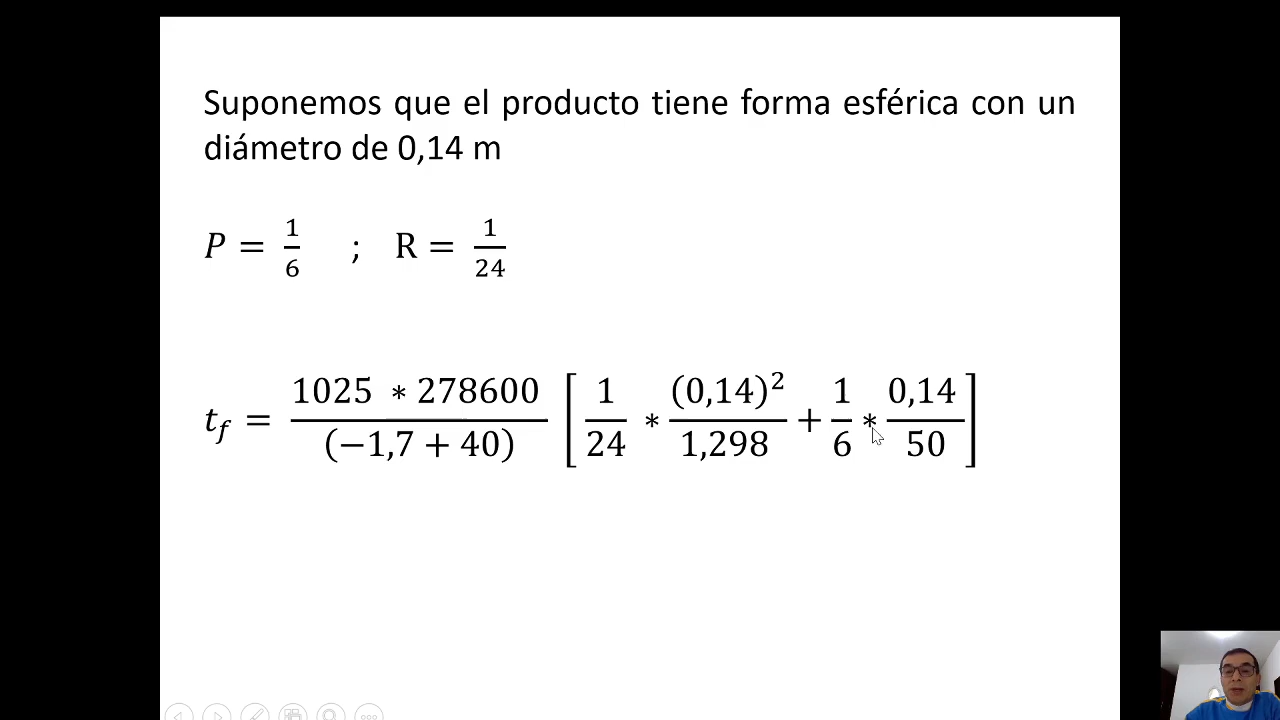 Suponemos que el producto tiene forma esférica con un
diámetro de 0,14 m
P = 1/6 ; R = 1/24
t_f = (1025 * 278600)/(−1,7 + 40) [1/24 * (0,14)²/1,298 + 1/6 * 0,14/50]